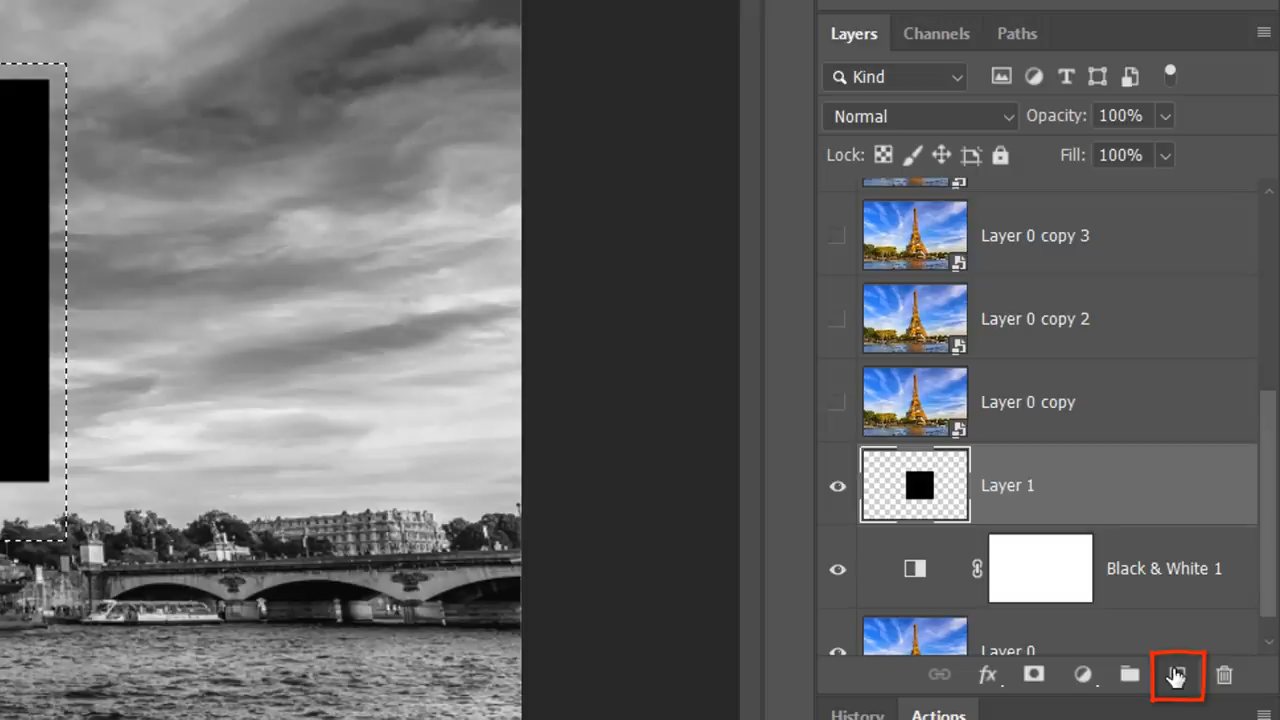 Layers Channels Paths
Kind
Normal Opacity: 100%
Lock: Fill: 100%
Layer 0 copy 3
Layer 0 copy 2
Layer 0 copy
Layer 1
Black & White 1
Layer 0
fx
History Actions